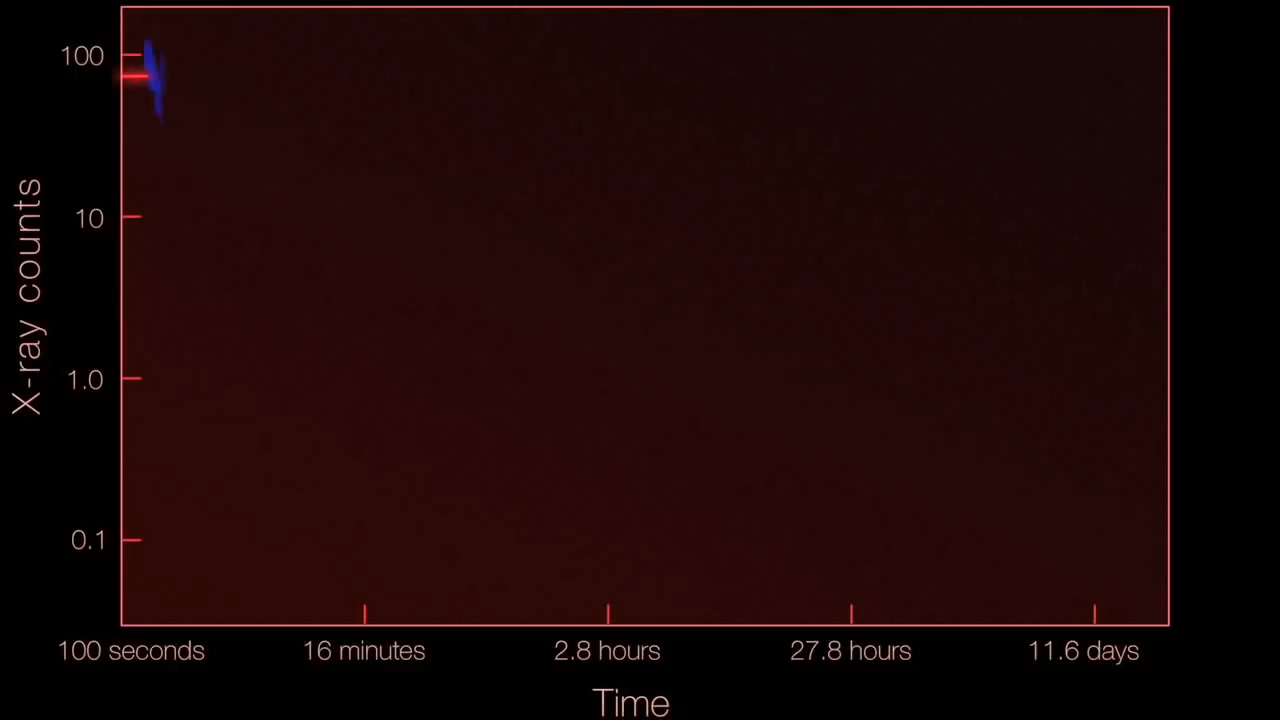 X-ray counts
100
10
1.0
0.1
100 seconds
16 minutes
2.8 hours
27.8 hours
11.6 days
Time